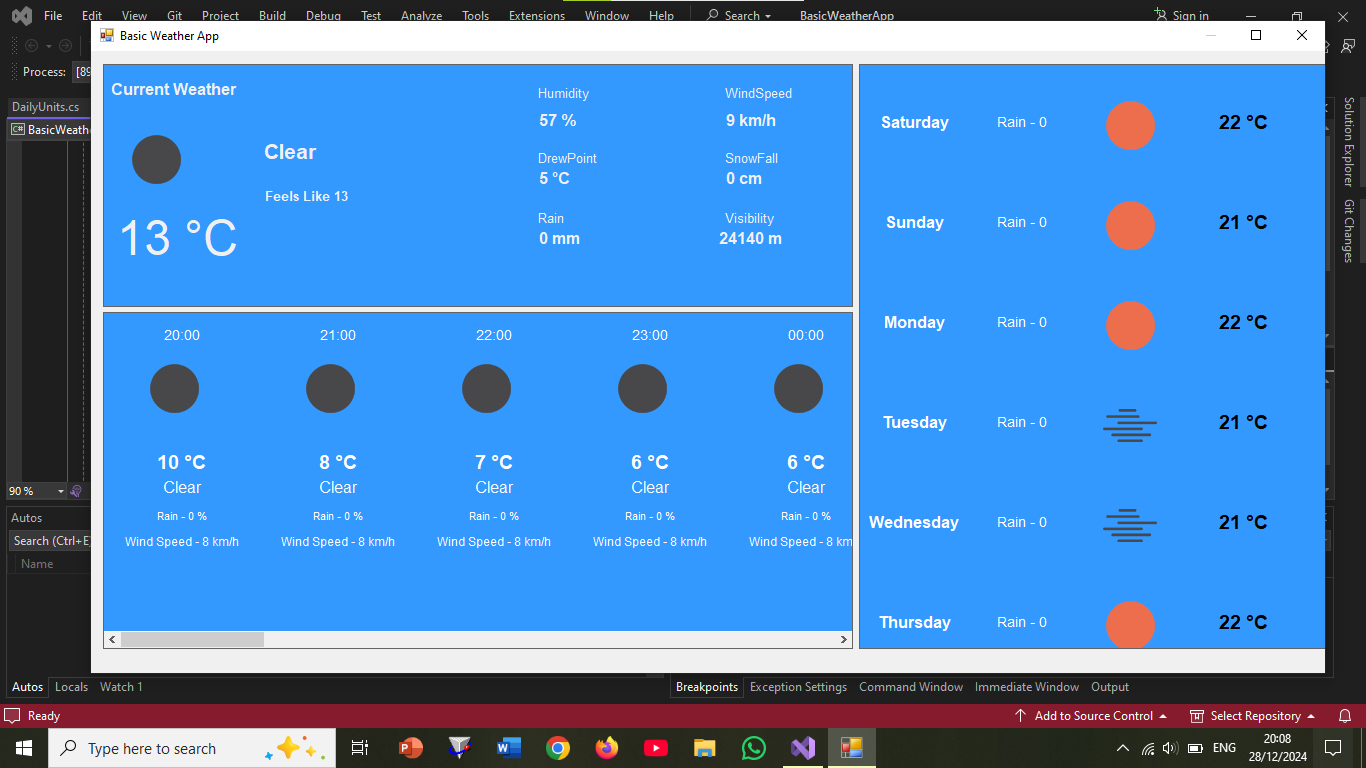 File Edit View Git Project Build Debug Test Analyze Tools Extensions Window Help Search BasicWeatherApp Sign in
Basic Weather App
Process: [89
DailyUnits.cs
C# BasicWeathe
Current Weather
Clear
Feels Like 13
13 °C
Humidity
WindSpeed
57 %
9 km/h
DrewPoint
SnowFall
5 °C
0 cm
Rain
Visibility
0 mm
24140 m
20:00 21:00 22:00 23:00 00:00
10 °C 8 °C 7 °C 6 °C 6 °C
Clear Clear Clear Clear Clear
Rain - 0 % Rain - 0 % Rain - 0 % Rain - 0 % Rain - 0 %
Wind Speed - 8 km/h Wind Speed - 8 km/h Wind Speed - 8 km/h Wind Speed - 8 km/h Wind Speed - 8 km
Saturday Rain - 0 22 °C
Sunday Rain - 0 21 °C
Monday Rain - 0 22 °C
Tuesday Rain - 0 21 °C
Wednesday Rain - 0 21 °C
Thursday Rain - 0 22 °C
Solution Explorer
Git Changes
90 %
Autos
Search (Ctrl+E)
Name
Autos Locals Watch 1
Breakpoints Exception Settings Command Window Immediate Window Output
Ready
Add to Source Control Select Repository
Type here to search
ENG
20:08
28/12/2024